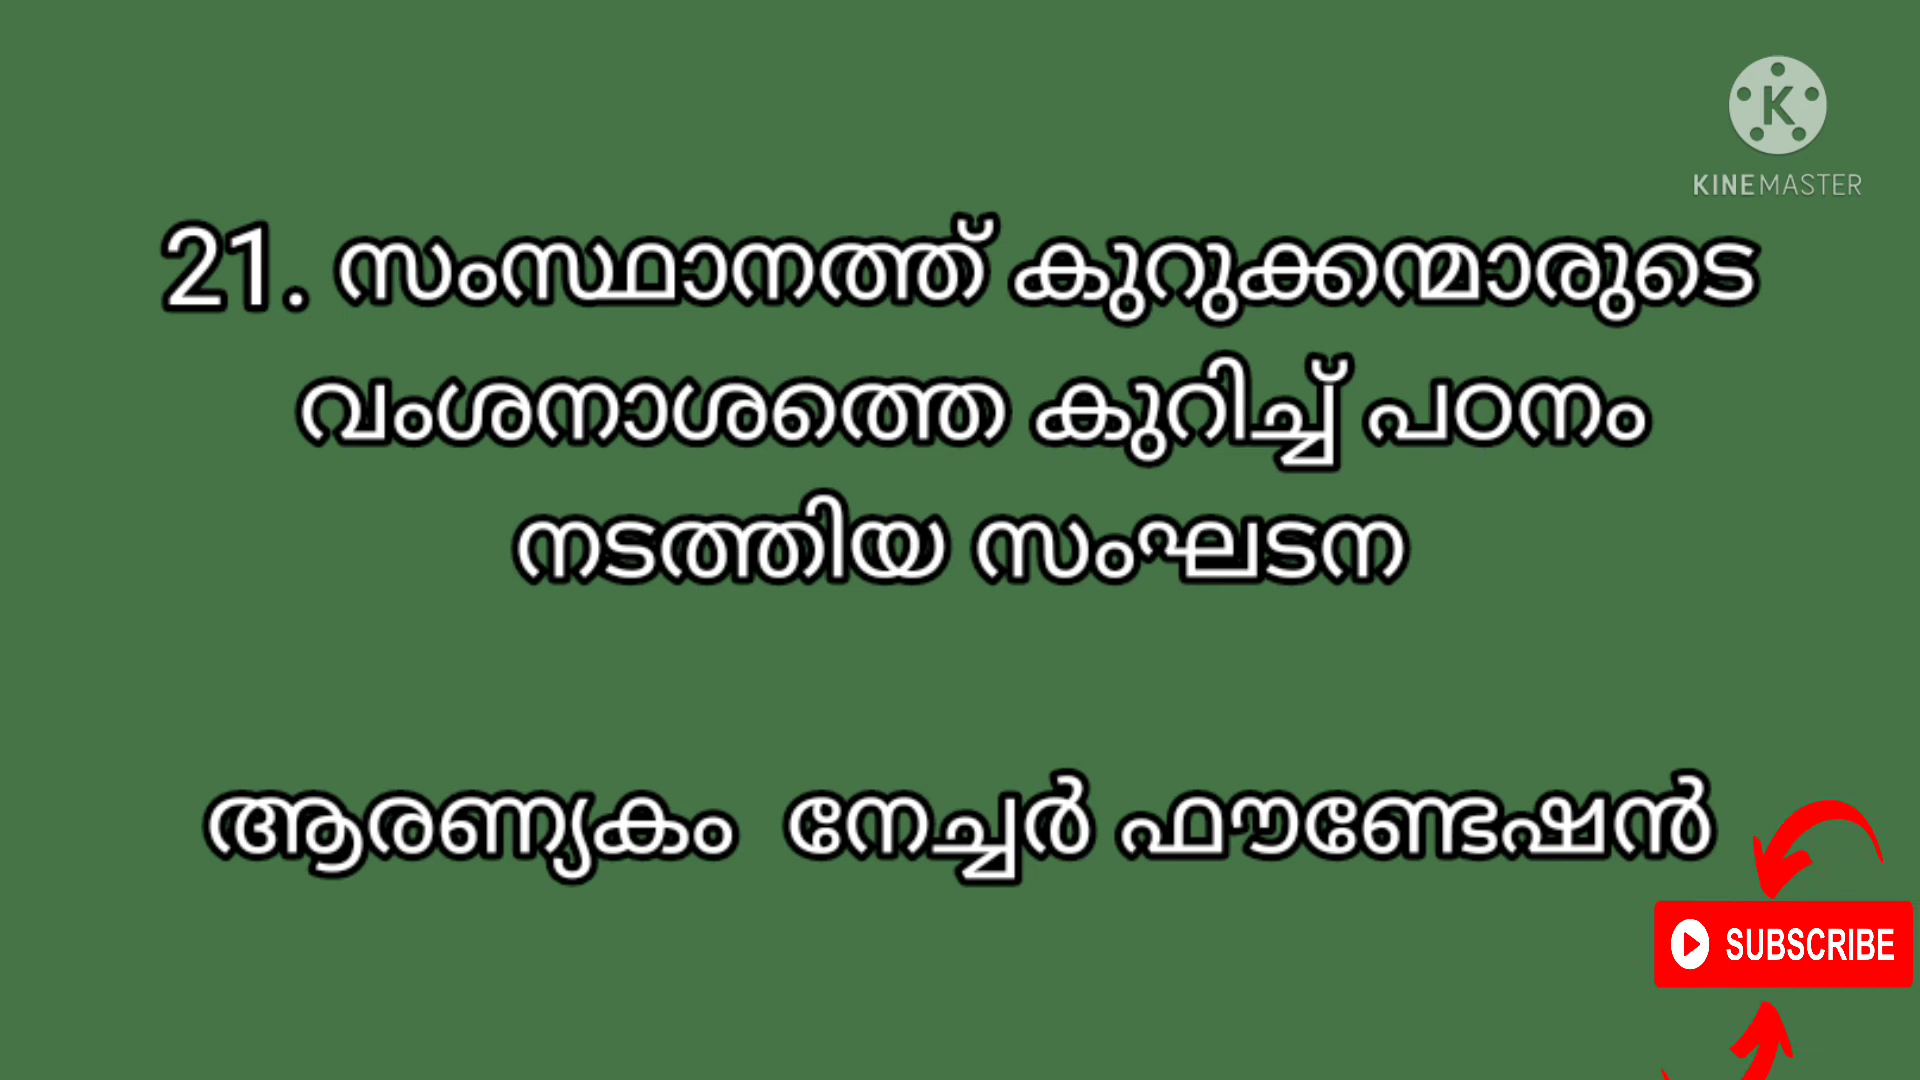 K
KINEMASTER
21. സംസ്ഥാനത്ത് കുറുക്കന്മാരുടെ
വംശനാശത്തെ കുറിച്ച് പഠനം
നടത്തിയ സംഘടന
ആരണ്യകം നേച്ചർ ഫൗണ്ടേഷൻ
SUBSCRIBE